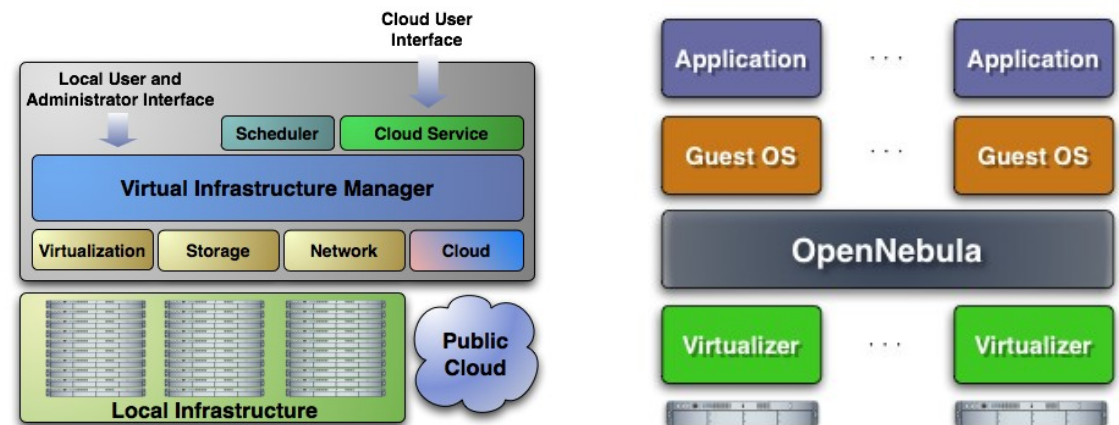 Cloud User
Interface
Local User and
Administrator Interface
Scheduler
Cloud Service
Virtual Infrastructure Manager
Virtualization
Storage
Network
Cloud
Local Infrastructure
Public
Cloud
Application
. . .
Application
Guest OS
. . .
Guest OS
OpenNebula
Virtualizer
. . .
Virtualizer